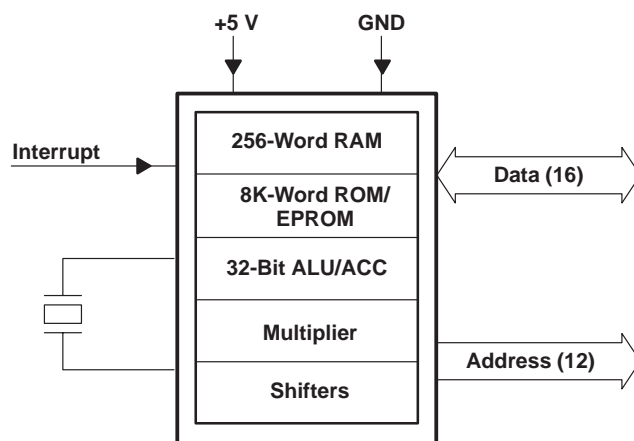 +5 V
GND
Interrupt
256-Word RAM
8K-Word ROM/
EPROM
32-Bit ALU/ACC
Multiplier
Shifters
Data (16)
Address (12)